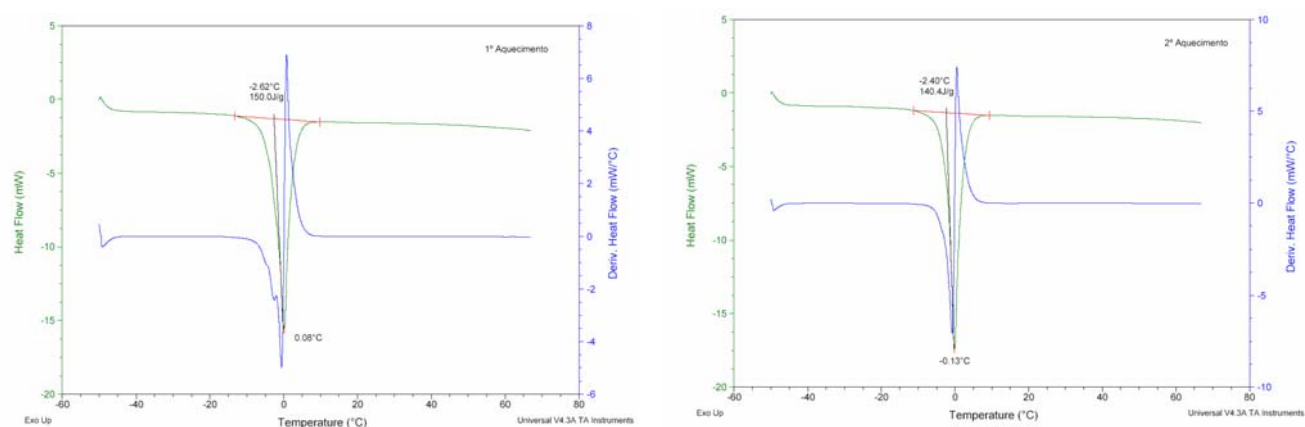 1º Aquecimento
-2.62°C
150.0J/g
0.08°C
5
0
-5
-10
-15
-20
Heat Flow (mW)
8
6
4
2
0
-2
-4
-6
Deriv. Heat Flow (mW/°C)
-60
-40
-20
0
20
40
60
80
Exo Up
Temperature (°C)
Universal V4.3A TA Instruments
2º Aquecimento
-2.40°C
140.4J/g
-0.13°C
5
0
-5
-10
-15
-20
Heat Flow (mW)
10
5
0
-5
-10
Deriv. Heat Flow (mW/°C)
-60
-40
-20
0
20
40
60
80
Exo Up
Temperature (°C)
Universal V4.3A TA Instruments